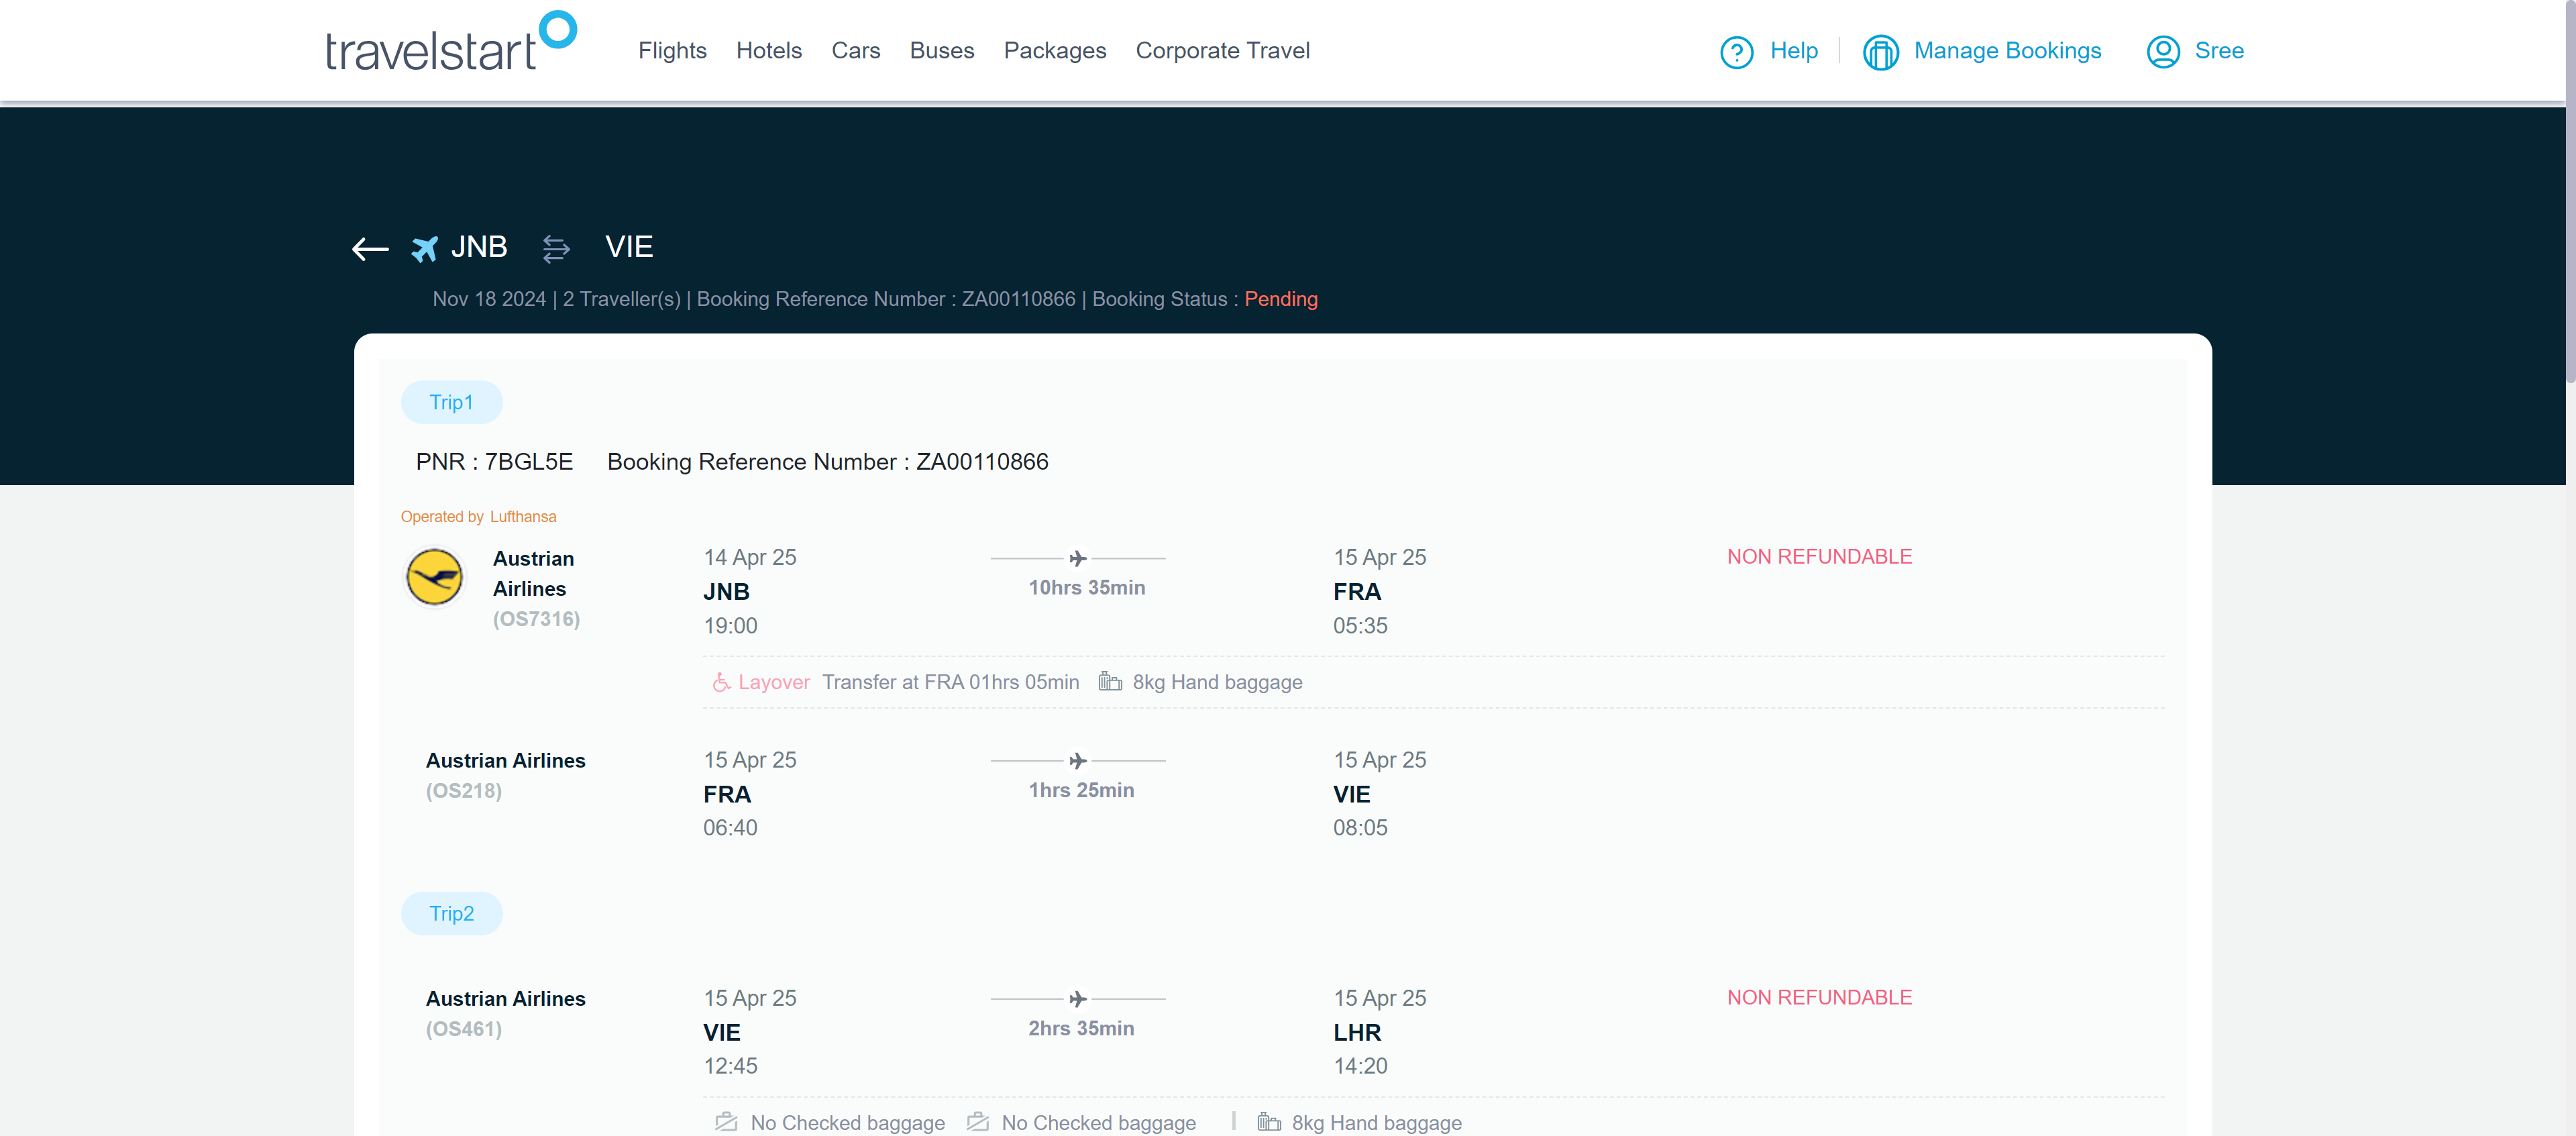 travelstart Flights Hotels Cars Buses Packages Corporate Travel Help Manage Bookings Sree
JNB VIE
Nov 18 2024 | 2 Traveller(s) | Booking Reference Number : ZA00110866 | Booking Status : Pending
Trip1
PNR : 7BGL5E Booking Reference Number : ZA00110866
Operated by Lufthansa
Austrian Airlines
(OS7316)
14 Apr 25
JNB
19:00
10hrs 35min
15 Apr 25
FRA
05:35
NON REFUNDABLE
Layover Transfer at FRA 01hrs 05min 8kg Hand baggage
Austrian Airlines
(OS218)
15 Apr 25
FRA
06:40
1hrs 25min
15 Apr 25
VIE
08:05
Trip2
Austrian Airlines
(OS461)
15 Apr 25
VIE
12:45
2hrs 35min
15 Apr 25
LHR
14:20
NON REFUNDABLE
No Checked baggage No Checked baggage | 8kg Hand baggage